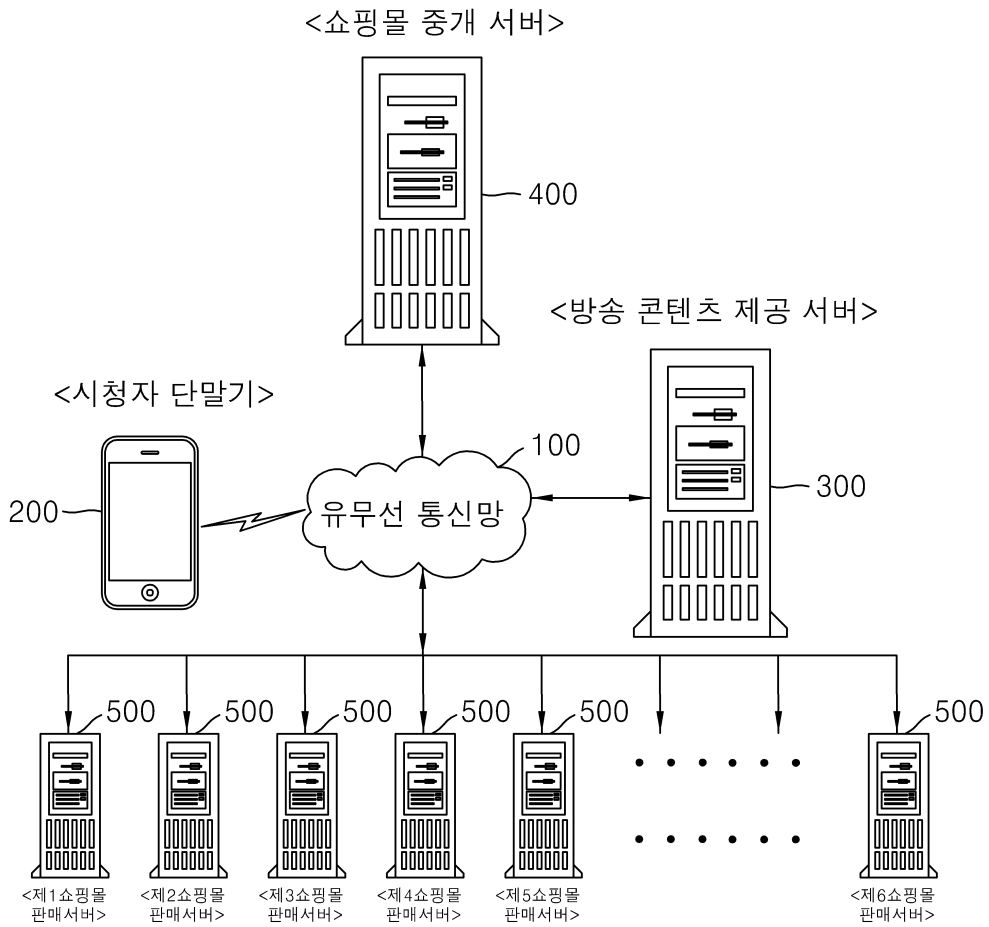 <쇼핑몰 중개 서버>
400
<방송 콘텐츠 제공 서버>
<시청자 단말기>
100
200
유무선 통신망
300
500 500 500 500 500 500
<제1쇼핑몰 판매서버>
<제2쇼핑몰 판매서버>
<제3쇼핑몰 판매서버>
<제4쇼핑몰 판매서버>
<제5쇼핑몰 판매서버>
<제6쇼핑몰 판매서버>